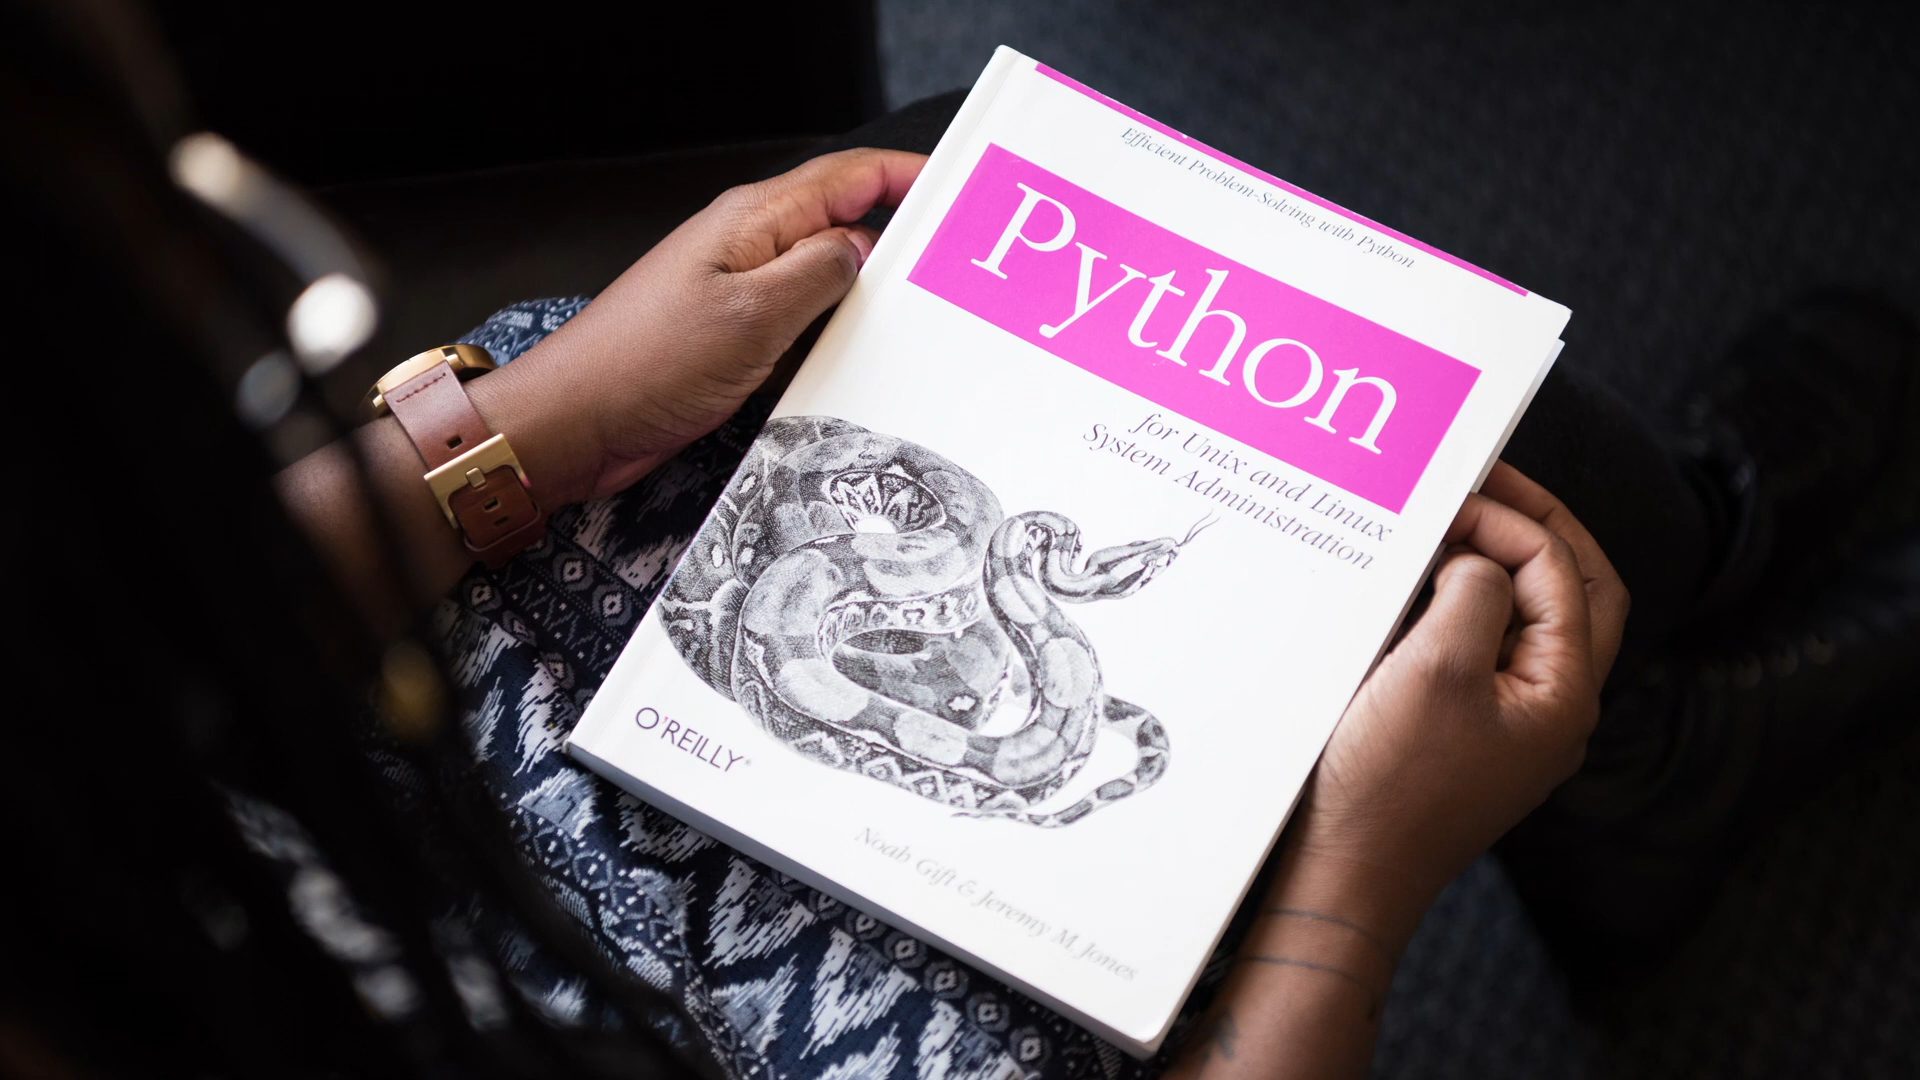 Efficient Problem-Solving with Python
Python
for Unix and Linux
System Administration
O'REILLY®
Noah Gift & Jeremy M. Jones